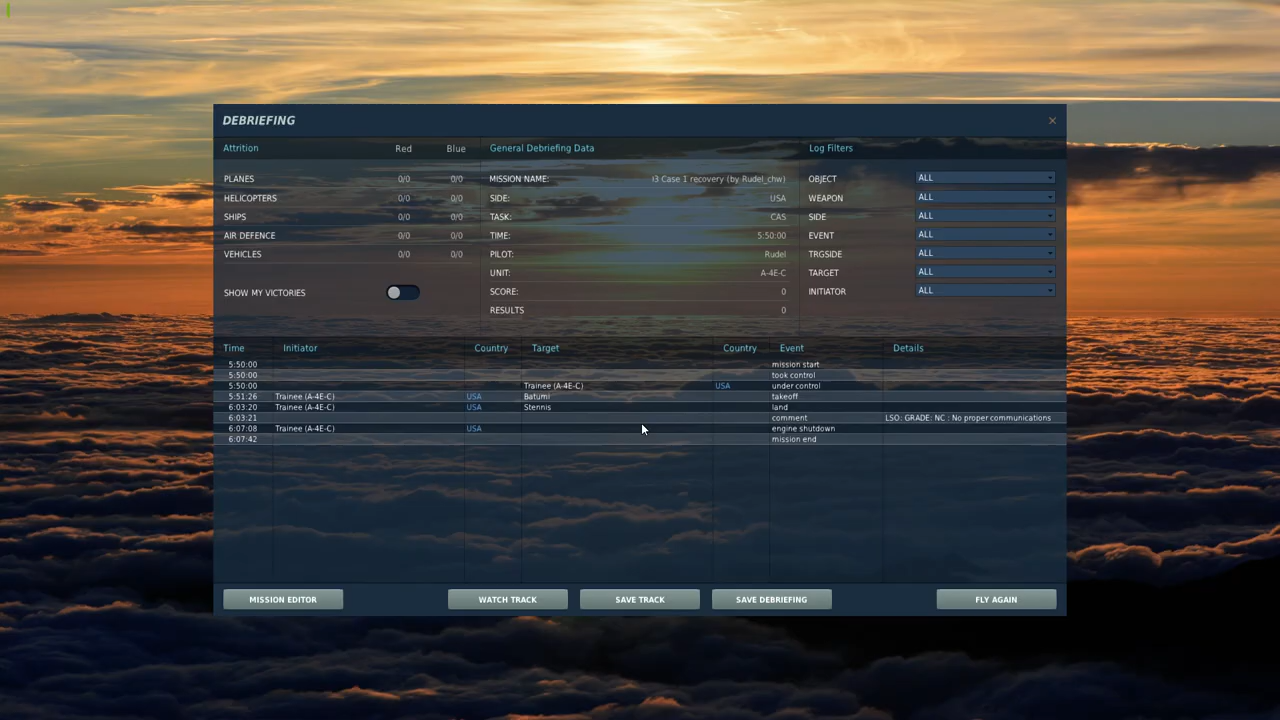 DEBRIEFING ×
Attrition Red Blue General Debriefing Data Log Filters
PLANES 0/0 0/0 MISSION NAME: 3 Case 1 recovery (by Rudel_chw) OBJECT ALL
HELICOPTERS 0/0 0/0 SIDE: USA WEAPON ALL
SHIPS 0/0 0/0 TASK: CAS SIDE ALL
AIR DEFENCE 0/0 0/0 TIME: 5:50:00 EVENT ALL
VEHICLES 0/0 0/0 PILOT: Rudel TRGSIDE ALL
UNIT: A-4E-C TARGET ALL
SHOW MY VICTORIES SCORE: 0 INITIATOR ALL
RESULTS 0
Time Initiator Country Target Country Event Details
5:50:00 mission start
5:50:00 took control
5:50:00 Trainee (A-4E-C) USA under control
5:51:26 Trainee (A-4E-C) USA Batumi takeoff
6:03:20 Trainee (A-4E-C) USA Stennis land
6:03:21 comment LSO: GRADE: NC : No proper communications
6:07:08 Trainee (A-4E-C) USA engine shutdown
6:07:42 mission end
MISSION EDITOR WATCH TRACK SAVE TRACK SAVE DEBRIEFING FLY AGAIN